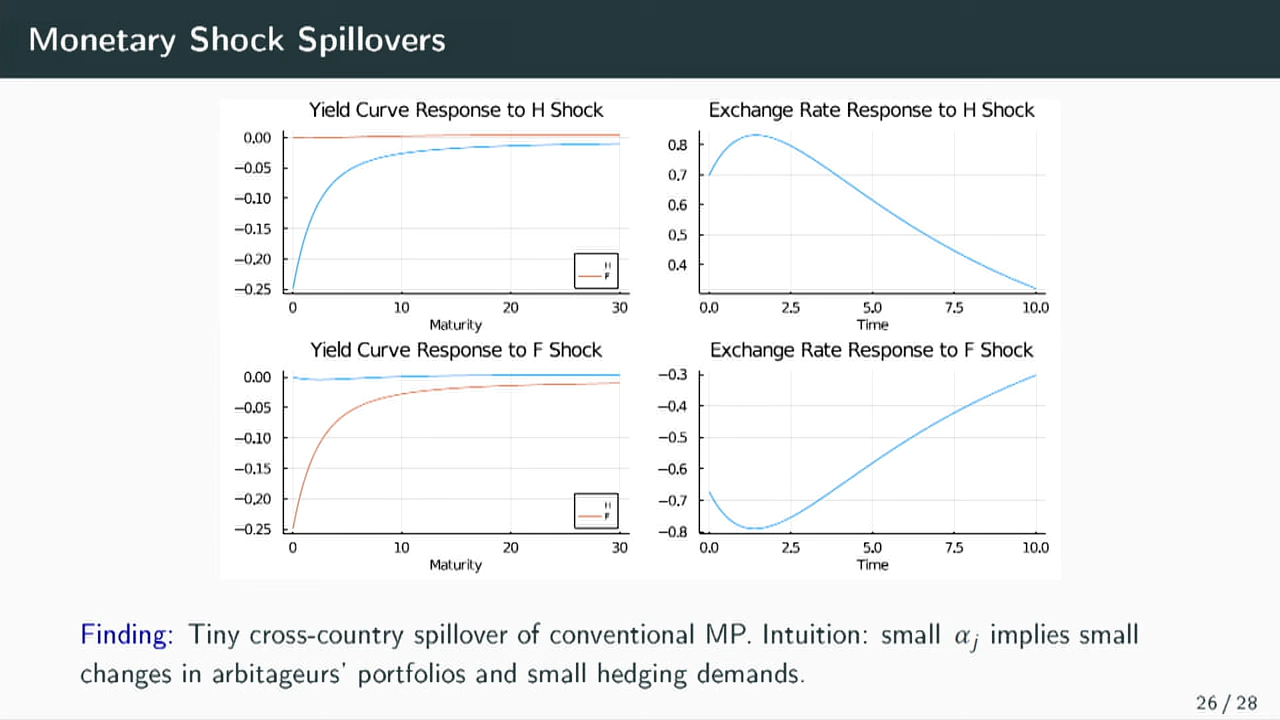 Monetary Shock Spillovers
Yield Curve Response to H Shock
0.00
−0.05
−0.10
−0.15
−0.20
−0.25
0 10 20 30
Maturity
H
F
Exchange Rate Response to H Shock
0.8
0.7
0.6
0.5
0.4
0.0 2.5 5.0 7.5 10.0
Time
Yield Curve Response to F Shock
0.00
−0.05
−0.10
−0.15
−0.20
−0.25
0 10 20 30
Maturity
H
F
Exchange Rate Response to F Shock
−0.3
−0.4
−0.5
−0.6
−0.7
−0.8
0.0 2.5 5.0 7.5 10.0
Time
Finding: Tiny cross-country spillover of conventional MP. Intuition: small αj implies small
changes in arbitageurs' portfolios and small hedging demands.
26 / 28